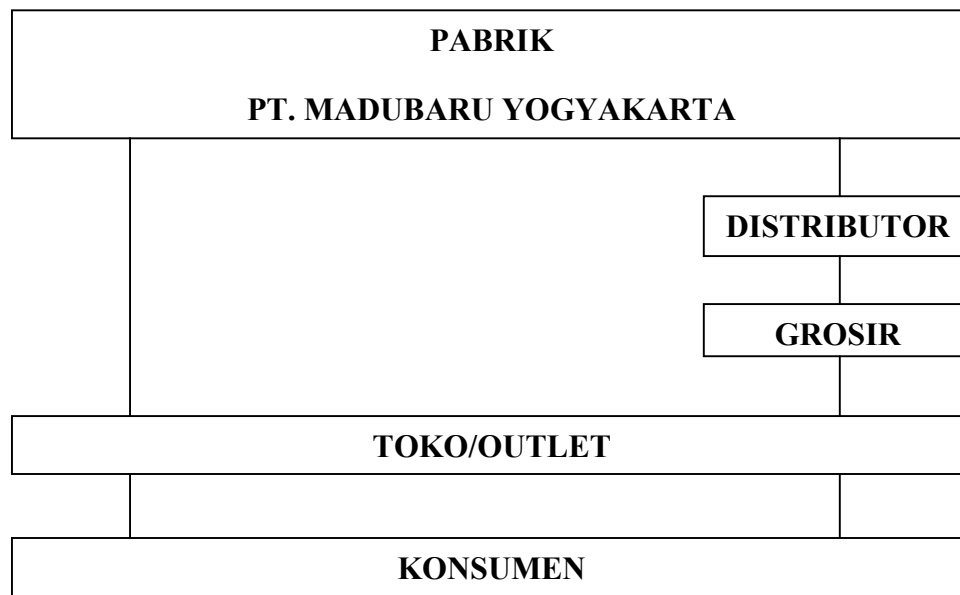 PABRIK
PT. MADUBARU YOGYAKARTA
DISTRIBUTOR
GROSIR
TOKO/OUTLET
KONSUMEN